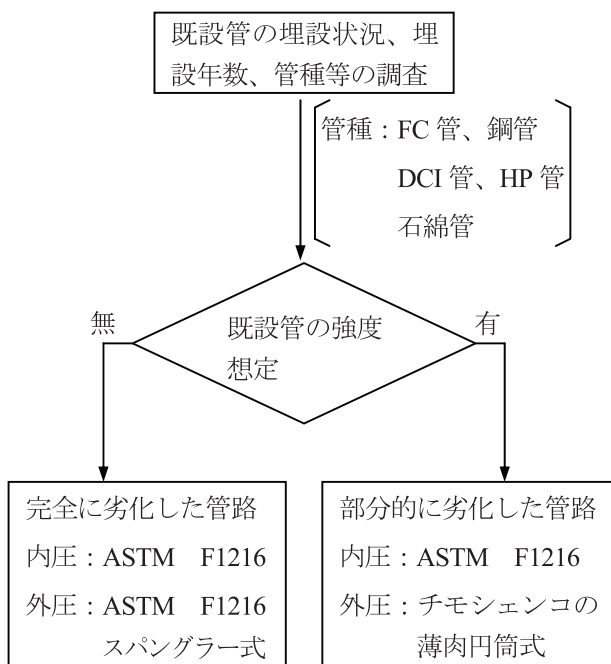 既設管の埋設状況、埋
設年数、管種等の調査
管種：FC 管、鋼管
DCI 管、HP 管
石綿管
無
有
既設管の強度
想定
完全に劣化した管路
内圧：ASTM　F1216
外圧：ASTM　F1216
スパングラー式
部分的に劣化した管路
内圧：ASTM　F1216
外圧：チモシェンコの
薄肉円筒式